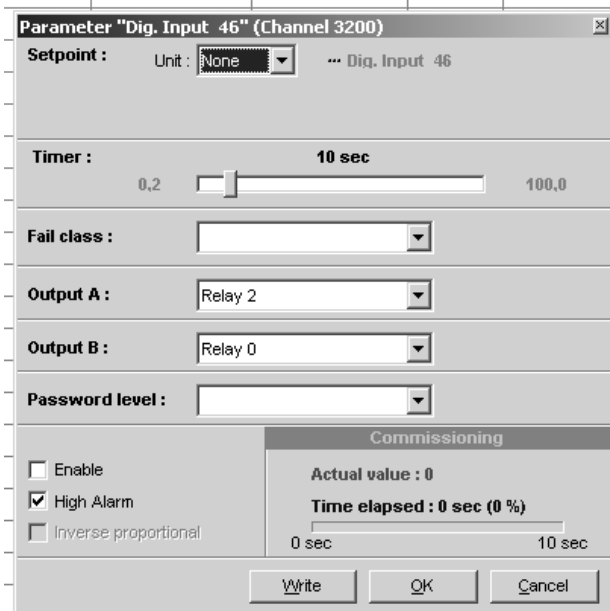 Parameter "Dig. Input  46" (Channel 3200)
Setpoint :
Unit : None
... Dig. Input  46
Timer :
10 sec
0,2
100,0
Fail class :
Output A :
Relay 2
Output B :
Relay 0
Password level :
Commissioning
Enable
Actual value : 0
High Alarm
Time elapsed : 0 sec (0 %)
Inverse proportional
0 sec
10 sec
Write
OK
Cancel